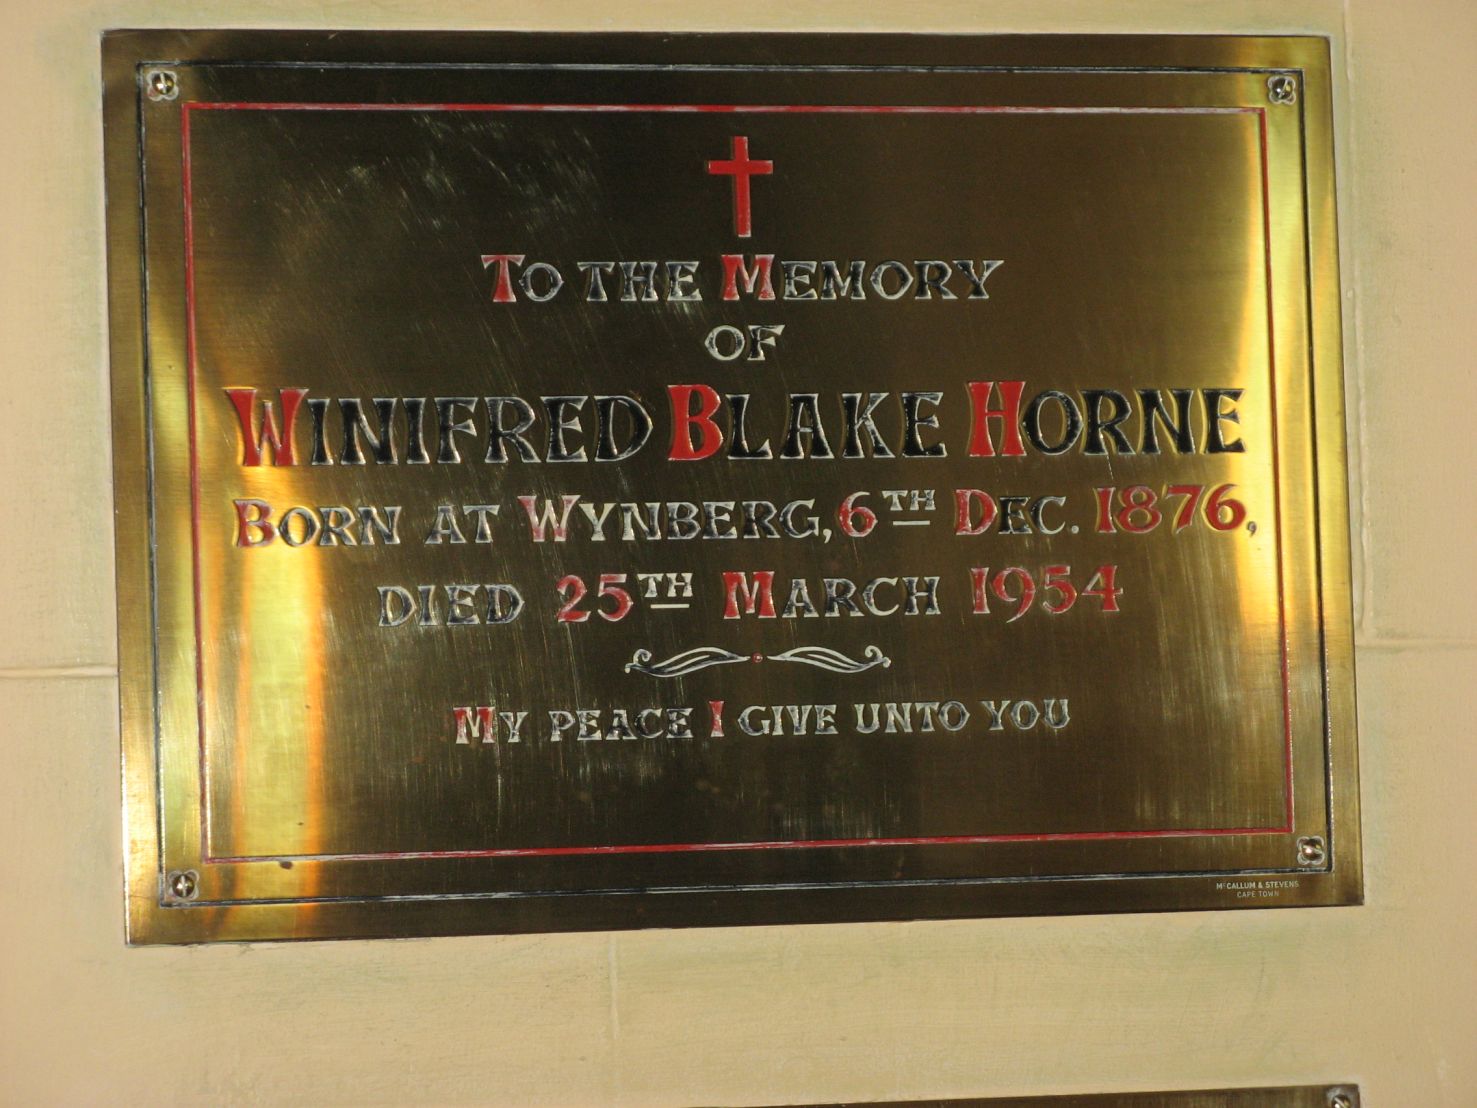 To the Memory
of
Winifred Blake Horne
Born at Wynberg, 6th Dec. 1876,
died 25th March 1954
My peace I give unto you
McCALLUM & STEVENS
CAPE TOWN